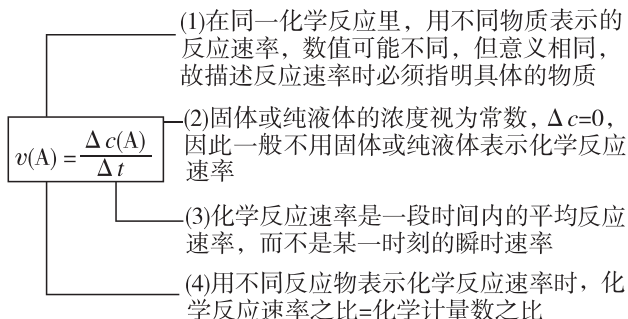 (1)在同一化学反应里，用不同物质表示的
反应速率，数值可能不同，但意义相同，
故描述反应速率时必须指明具体的物质
v(A)=Δc(A)/Δt
(2)固体或纯液体的浓度视为常数，Δc=0，
因此一般不用固体或纯液体表示化学反应
速率
(3)化学反应速率是一段时间内的平均反应
速率，而不是某一时刻的瞬时速率
(4)用不同反应物表示化学反应速率时，化
学反应速率之比=化学计量数之比